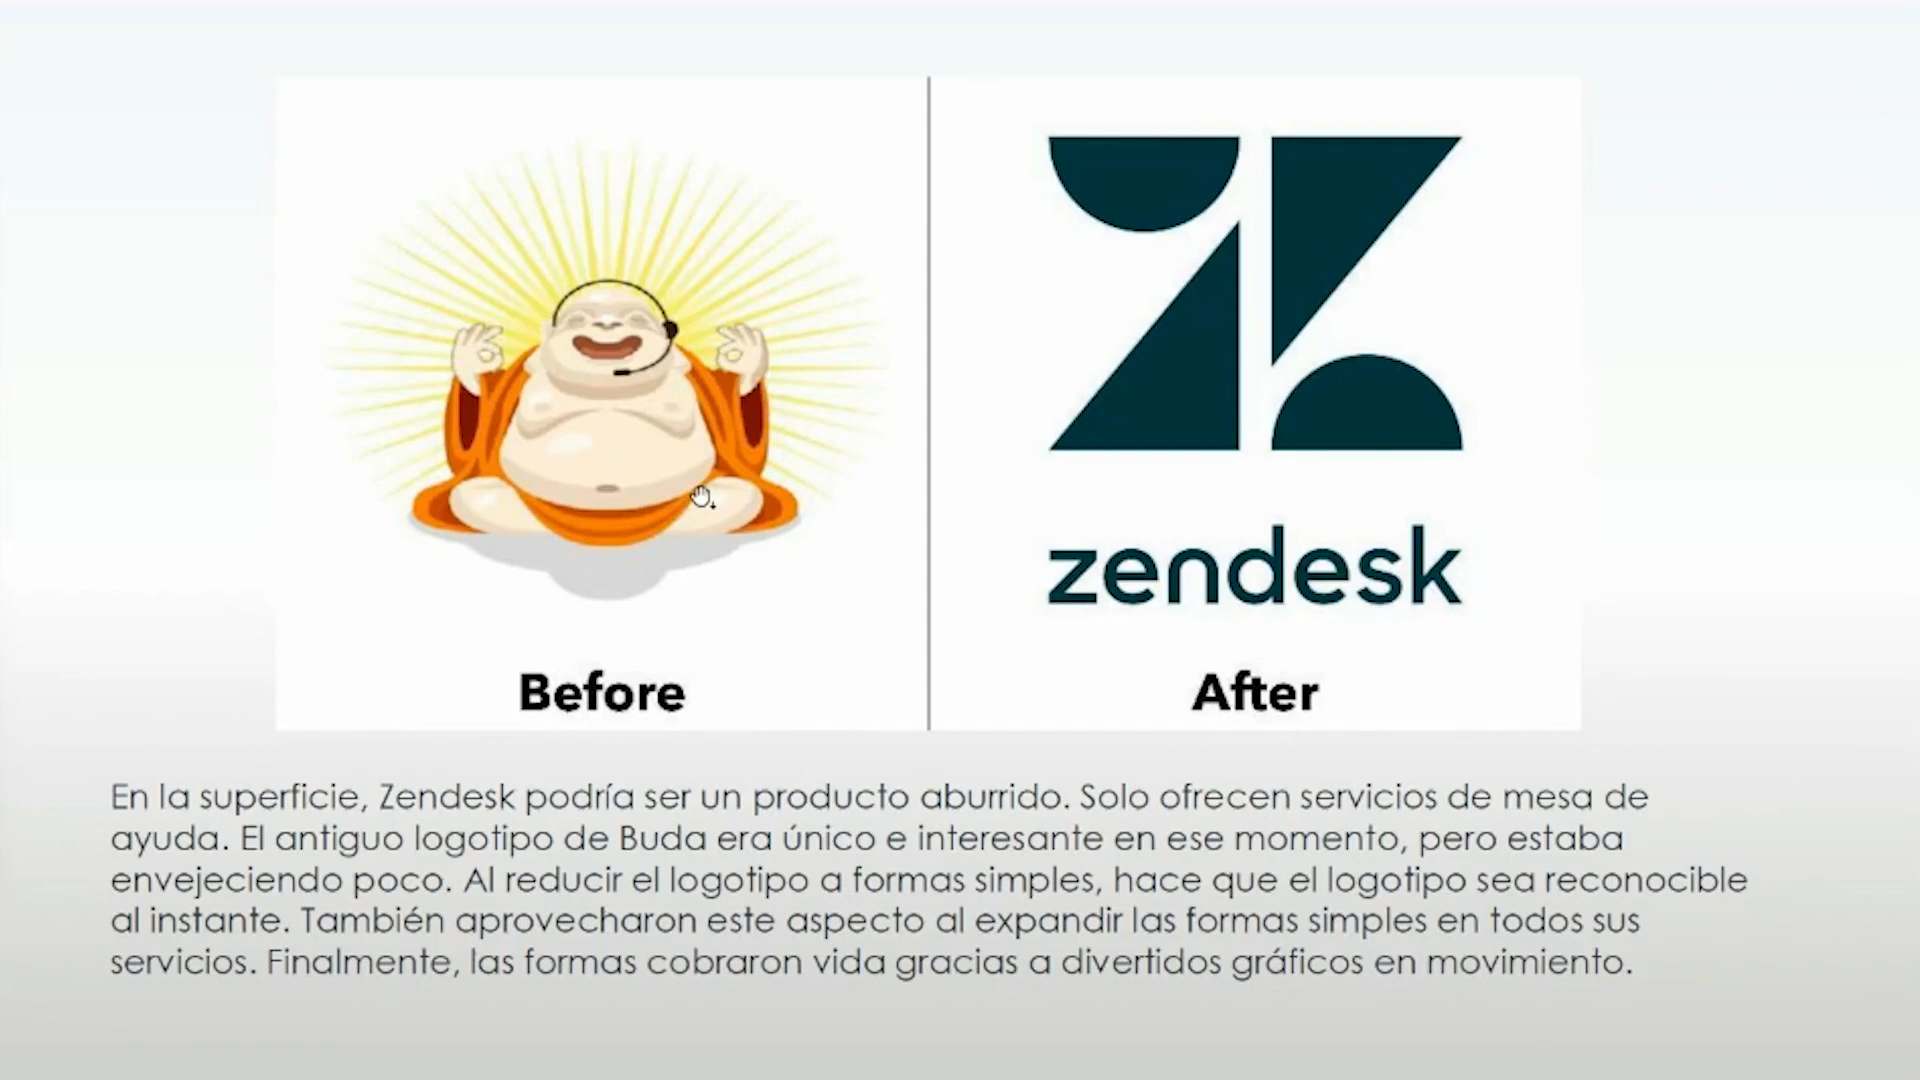 zendesk
Before
After
En la superficie, Zendesk podría ser un producto aburrido. Solo ofrecen servicios de mesa de
ayuda. El antiguo logotipo de Buda era único e interesante en ese momento, pero estaba
envejeciendo poco. Al reducir el logotipo a formas simples, hace que el logotipo sea reconocible
al instante. También aprovecharon este aspecto al expandir las formas simples en todos sus
servicios. Finalmente, las formas cobraron vida gracias a divertidos gráficos en movimiento.